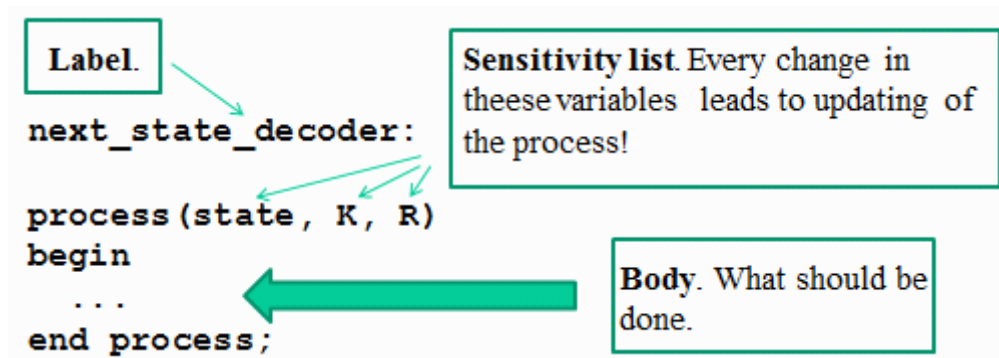 Label.
Sensitivity list. Every change in
theese variables leads to updating of
the process!
next_state_decoder:
process(state, K, R)
begin
...
end process;
Body. What should be
done.